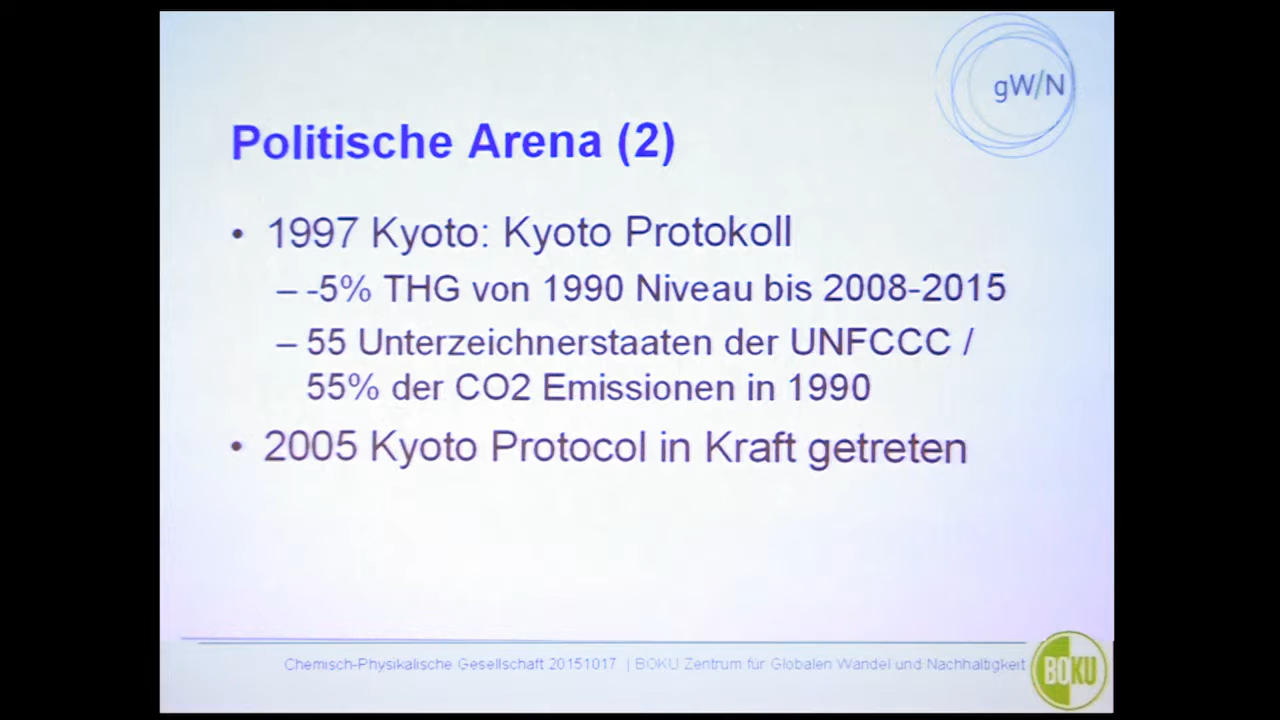 gW/N
Politische Arena (2)
• 1997 Kyoto: Kyoto Protokoll
– -5% THG von 1990 Niveau bis 2008-2015
– 55 Unterzeichnerstaaten der UNFCCC /
55% der CO2 Emissionen in 1990
• 2005 Kyoto Protocol in Kraft getreten
Chemisch-Physikalische Gesellschaft 20151017 | BOKU Zentrum für Globalen Wandel und Nachhaltigkeit
BOKU